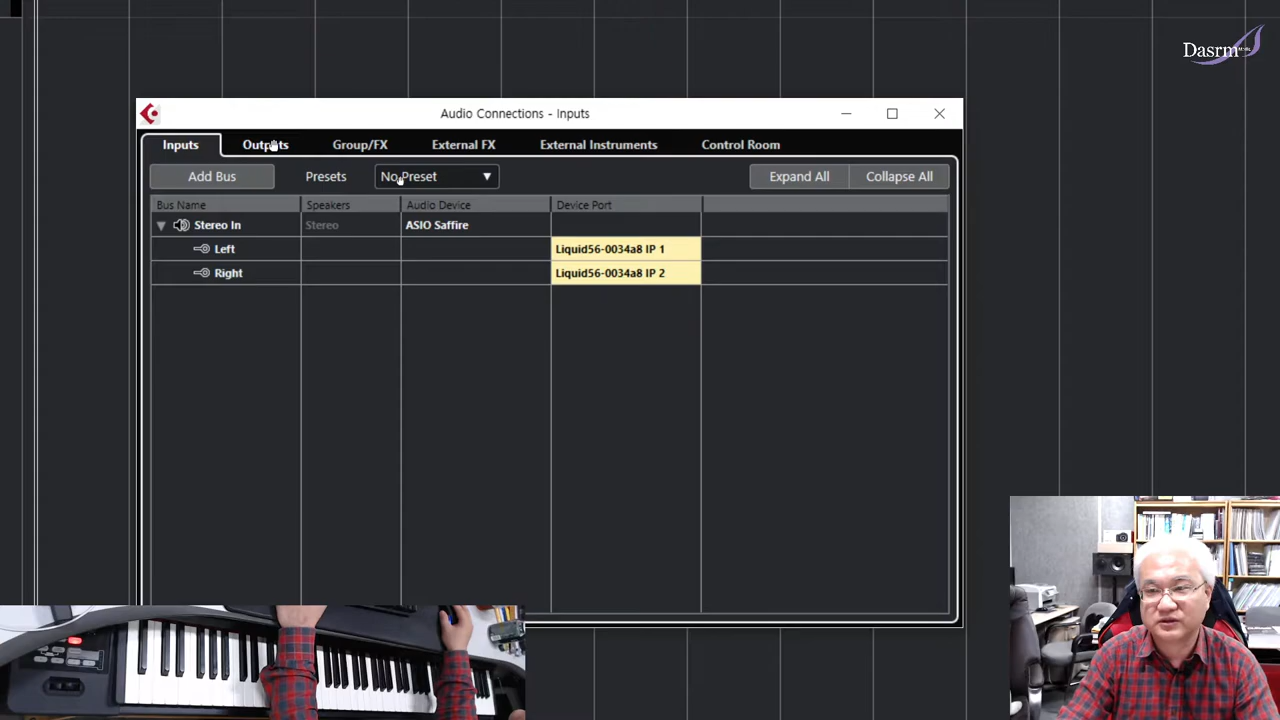 Dasrm
Audio Connections - Inputs
Inputs Outputs Group/FX External FX External Instruments Control Room
Add Bus Presets No Preset Expand All Collapse All
Bus Name Speakers Audio Device Device Port
Stereo In Stereo ASIO Saffire
Left Liquid56-0034a8 IP 1
Right Liquid56-0034a8 IP 2